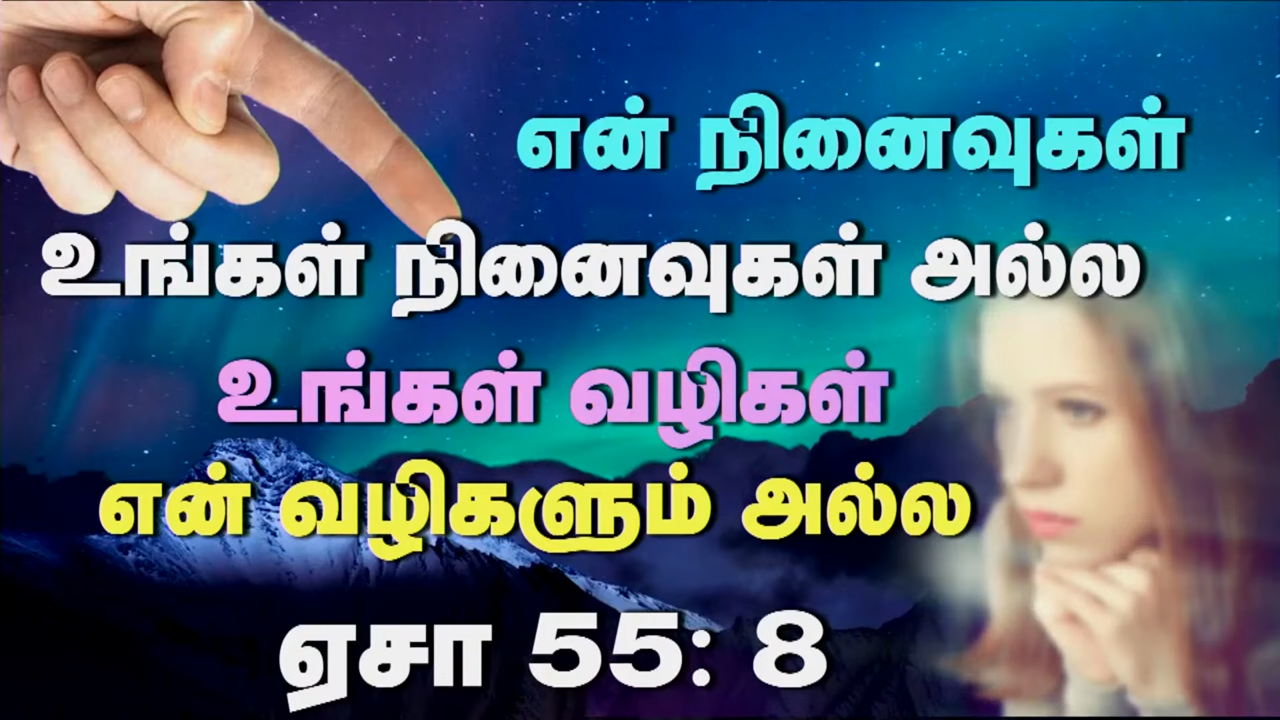 என் நினைவுகள்
உங்கள் நினைவுகள் அல்ல
உங்கள் வழிகள்
என் வழிகளும் அல்ல
ஏசா 55: 8